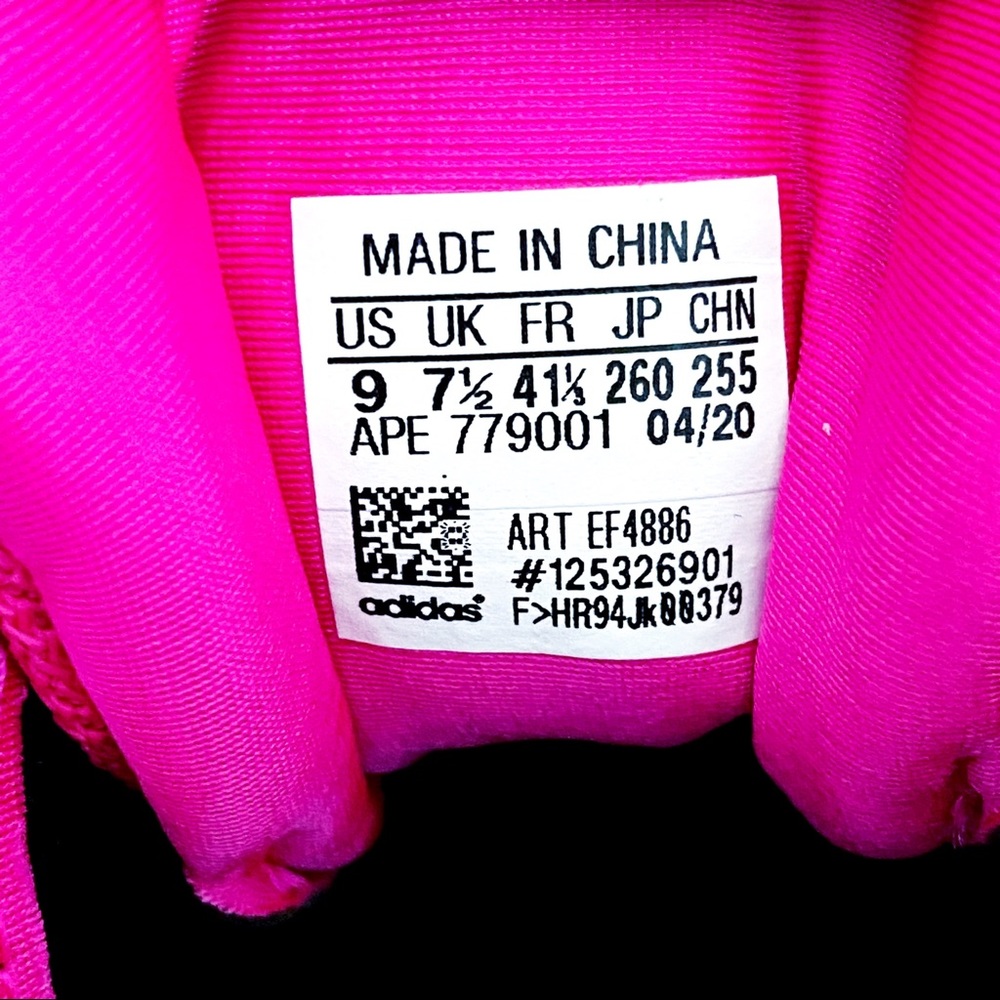 MADE IN CHINA
US UK FR JP CHN
9 7½ 41⅓ 260 255
APE 779001 04/20
ART EF4886
#125326901
adidas®
F>HR94Jk00379